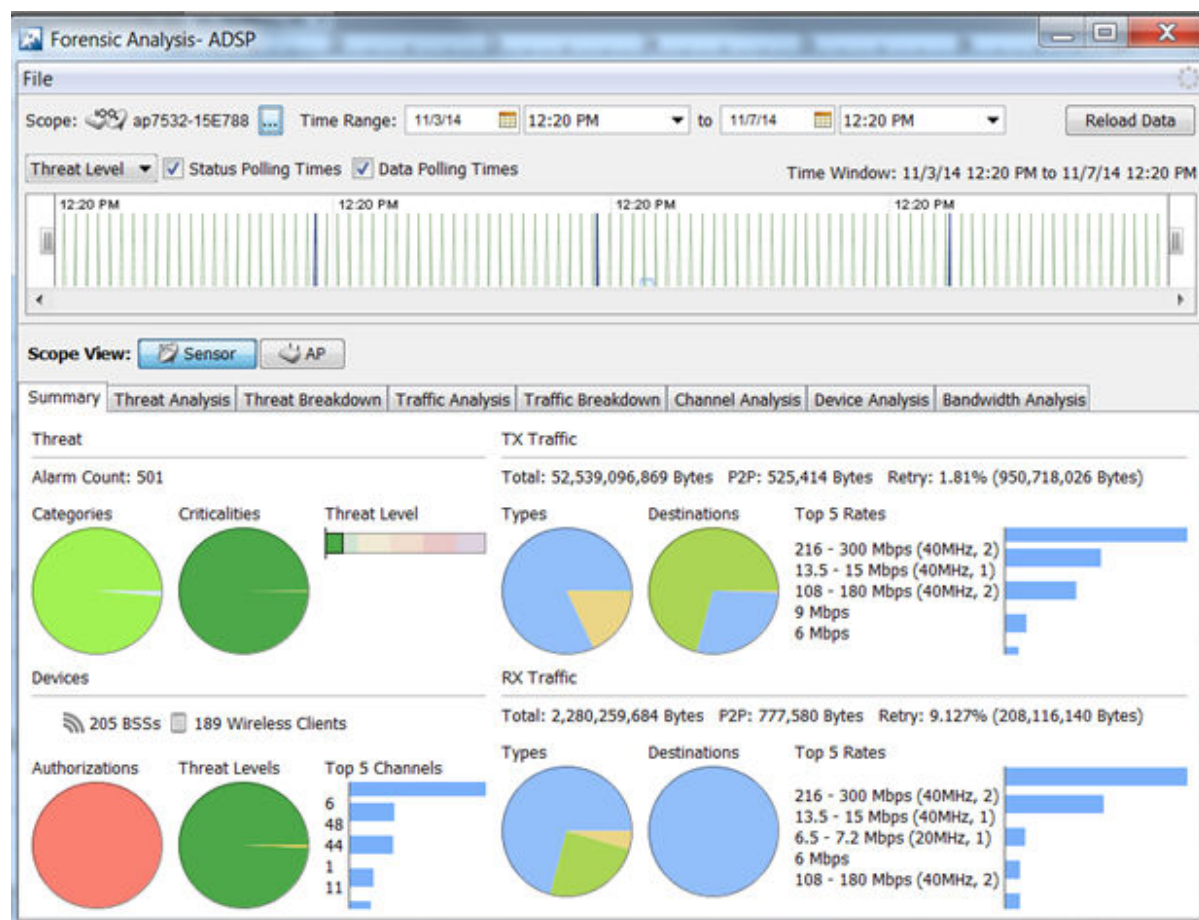 Forensic Analysis- ADSP
File
Scope: ap7532-15E788 ... Time Range: 11/3/14 12:20 PM to 11/7/14 12:20 PM Reload Data
Threat Level Status Polling Times Data Polling Times Time Window: 11/3/14 12:20 PM to 11/7/14 12:20 PM
12:20 PM 12:20 PM 12:20 PM 12:20 PM
Scope View: Sensor AP
Summary Threat Analysis Threat Breakdown Traffic Analysis Traffic Breakdown Channel Analysis Device Analysis Bandwidth Analysis
Threat
Alarm Count: 501
Categories Criticalities Threat Level
TX Traffic
Total: 52,539,096,869 Bytes P2P: 525,414 Bytes Retry: 1.81% (950,718,026 Bytes)
Types Destinations Top 5 Rates
216 - 300 Mbps (40MHz, 2)
13.5 - 15 Mbps (40MHz, 1)
108 - 180 Mbps (40MHz, 2)
9 Mbps
6 Mbps
Devices
205 BSSs 189 Wireless Clients
Authorizations Threat Levels Top 5 Channels
6
48
44
1
11
RX Traffic
Total: 2,280,259,684 Bytes P2P: 777,580 Bytes Retry: 9.127% (208,116,140 Bytes)
Types Destinations Top 5 Rates
216 - 300 Mbps (40MHz, 2)
13.5 - 15 Mbps (40MHz, 1)
6.5 - 7.2 Mbps (20MHz, 1)
6 Mbps
108 - 180 Mbps (40MHz, 2)